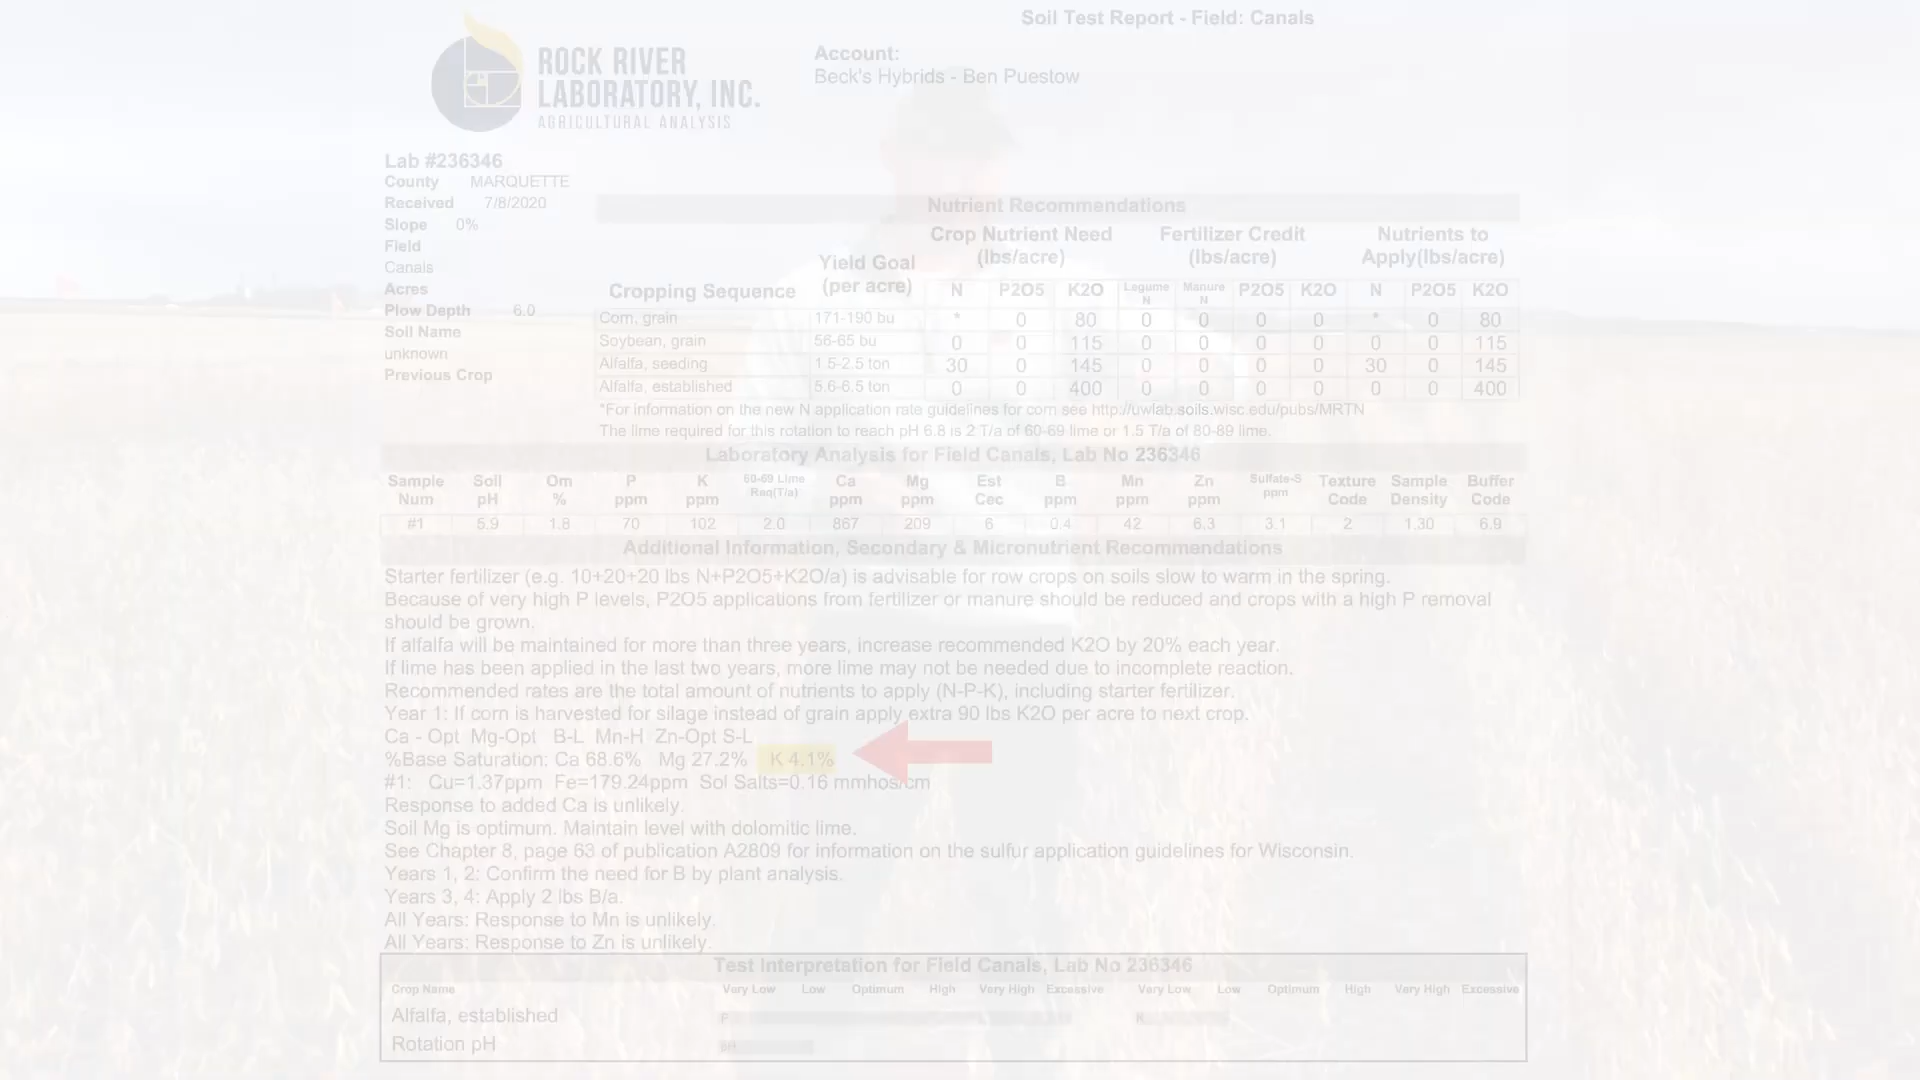 Soil Test Report - Field: Canals
ROCK RIVER
LABORATORY, INC.
AGRICULTURAL ANALYSIS
Account:
Beck's Hybrids - Ben Puestow
Lab #236346
County MARQUETTE
Received 7/8/2020
Slope 0%
Field
Canals
Acres
Plow Depth 6.0
Soil Name
unknown
Previous Crop
Nutrient Recommendations
Crop Nutrient Need Fertilizer Credit Nutrients to
(lbs/acre) (lbs/acre) Apply(lbs/acre)
Yield Goal
Cropping Sequence (per acre) N P2O5 K2O Legume N Manure N P2O5 K2O N P2O5 K2O
Corn, grain 171-190 bu * 0 80 0 0 0 0 * 0 80
Soybean, grain 56-65 bu 0 0 115 0 0 0 0 0 0 115
Alfalfa, seeding 1.5-2.5 ton 30 0 145 0 0 0 0 30 0 145
Alfalfa, established 5.6-6.5 ton 0 0 400 0 0 0 0 0 0 400
*For information on the new N application rate guidelines for corn see http://uwlab.soils.wisc.edu/pubs/MRTN
The lime required for this rotation to reach pH 6.8 is 2 T/a of 60-69 lime or 1.5 T/a of 80-89 lime.
Laboratory Analysis for Field Canals, Lab No 236346
Sample Soil Om P K 60-69 Lime Ca Mg Est B Mn Zn Sulfate-S Texture Sample Buffer
Num pH % ppm ppm Req(T/a) ppm ppm Cec ppm ppm ppm ppm Code Density Code
#1 5.9 1.8 70 102 2.0 867 209 6 0.4 42 6.3 3.1 2 1.30 6.9
Additional Information, Secondary & Micronutrient Recommendations
Starter fertilizer (e.g. 10+20+20 lbs N+P2O5+K2O/a) is advisable for row crops on soils slow to warm in the spring.
Because of very high P levels, P2O5 applications from fertilizer or manure should be reduced and crops with a high P removal
should be grown.
If alfalfa will be maintained for more than three years, increase recommended K2O by 20% each year.
If lime has been applied in the last two years, more lime may not be needed due to incomplete reaction.
Recommended rates are the total amount of nutrients to apply (N-P-K), including starter fertilizer.
Year 1: If corn is harvested for silage instead of grain apply extra 90 lbs K2O per acre to next crop.
Ca - Opt Mg-Opt B-L Mn-H Zn-Opt S-L
%Base Saturation: Ca 68.6% Mg 27.2% K 4.1%
#1: Cu=1.37ppm Fe=179.24ppm Sol Salts=0.16 mmhos/cm
Response to added Ca is unlikely.
Soil Mg is optimum. Maintain level with dolomitic lime.
See Chapter 8, page 63 of publication A2809 for information on the sulfur application guidelines for Wisconsin.
Years 1, 2: Confirm the need for B by plant analysis.
Years 3, 4: Apply 2 lbs B/a.
All Years: Response to Mn is unlikely.
All Years: Response to Zn is unlikely.
Test Interpretation for Field Canals, Lab No 236346
Crop Name Very Low Low Optimum High Very High Excessive Very Low Low Optimum High Very High Excessive
Alfalfa, established P K
Rotation pH pH